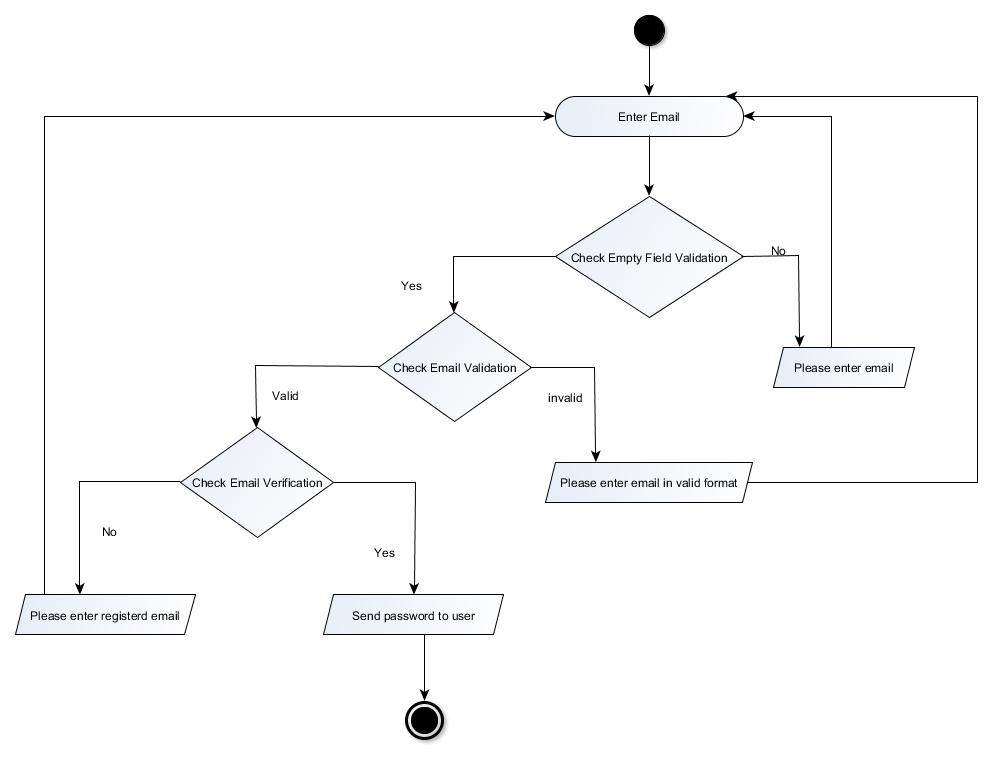 Enter Email
Check Empty Field Validation
No
Yes
Please enter email
Check Email Validation
Valid
invalid
Check Email Verification
Please enter email in valid format
No
Yes
Please enter registerd email
Send password to user